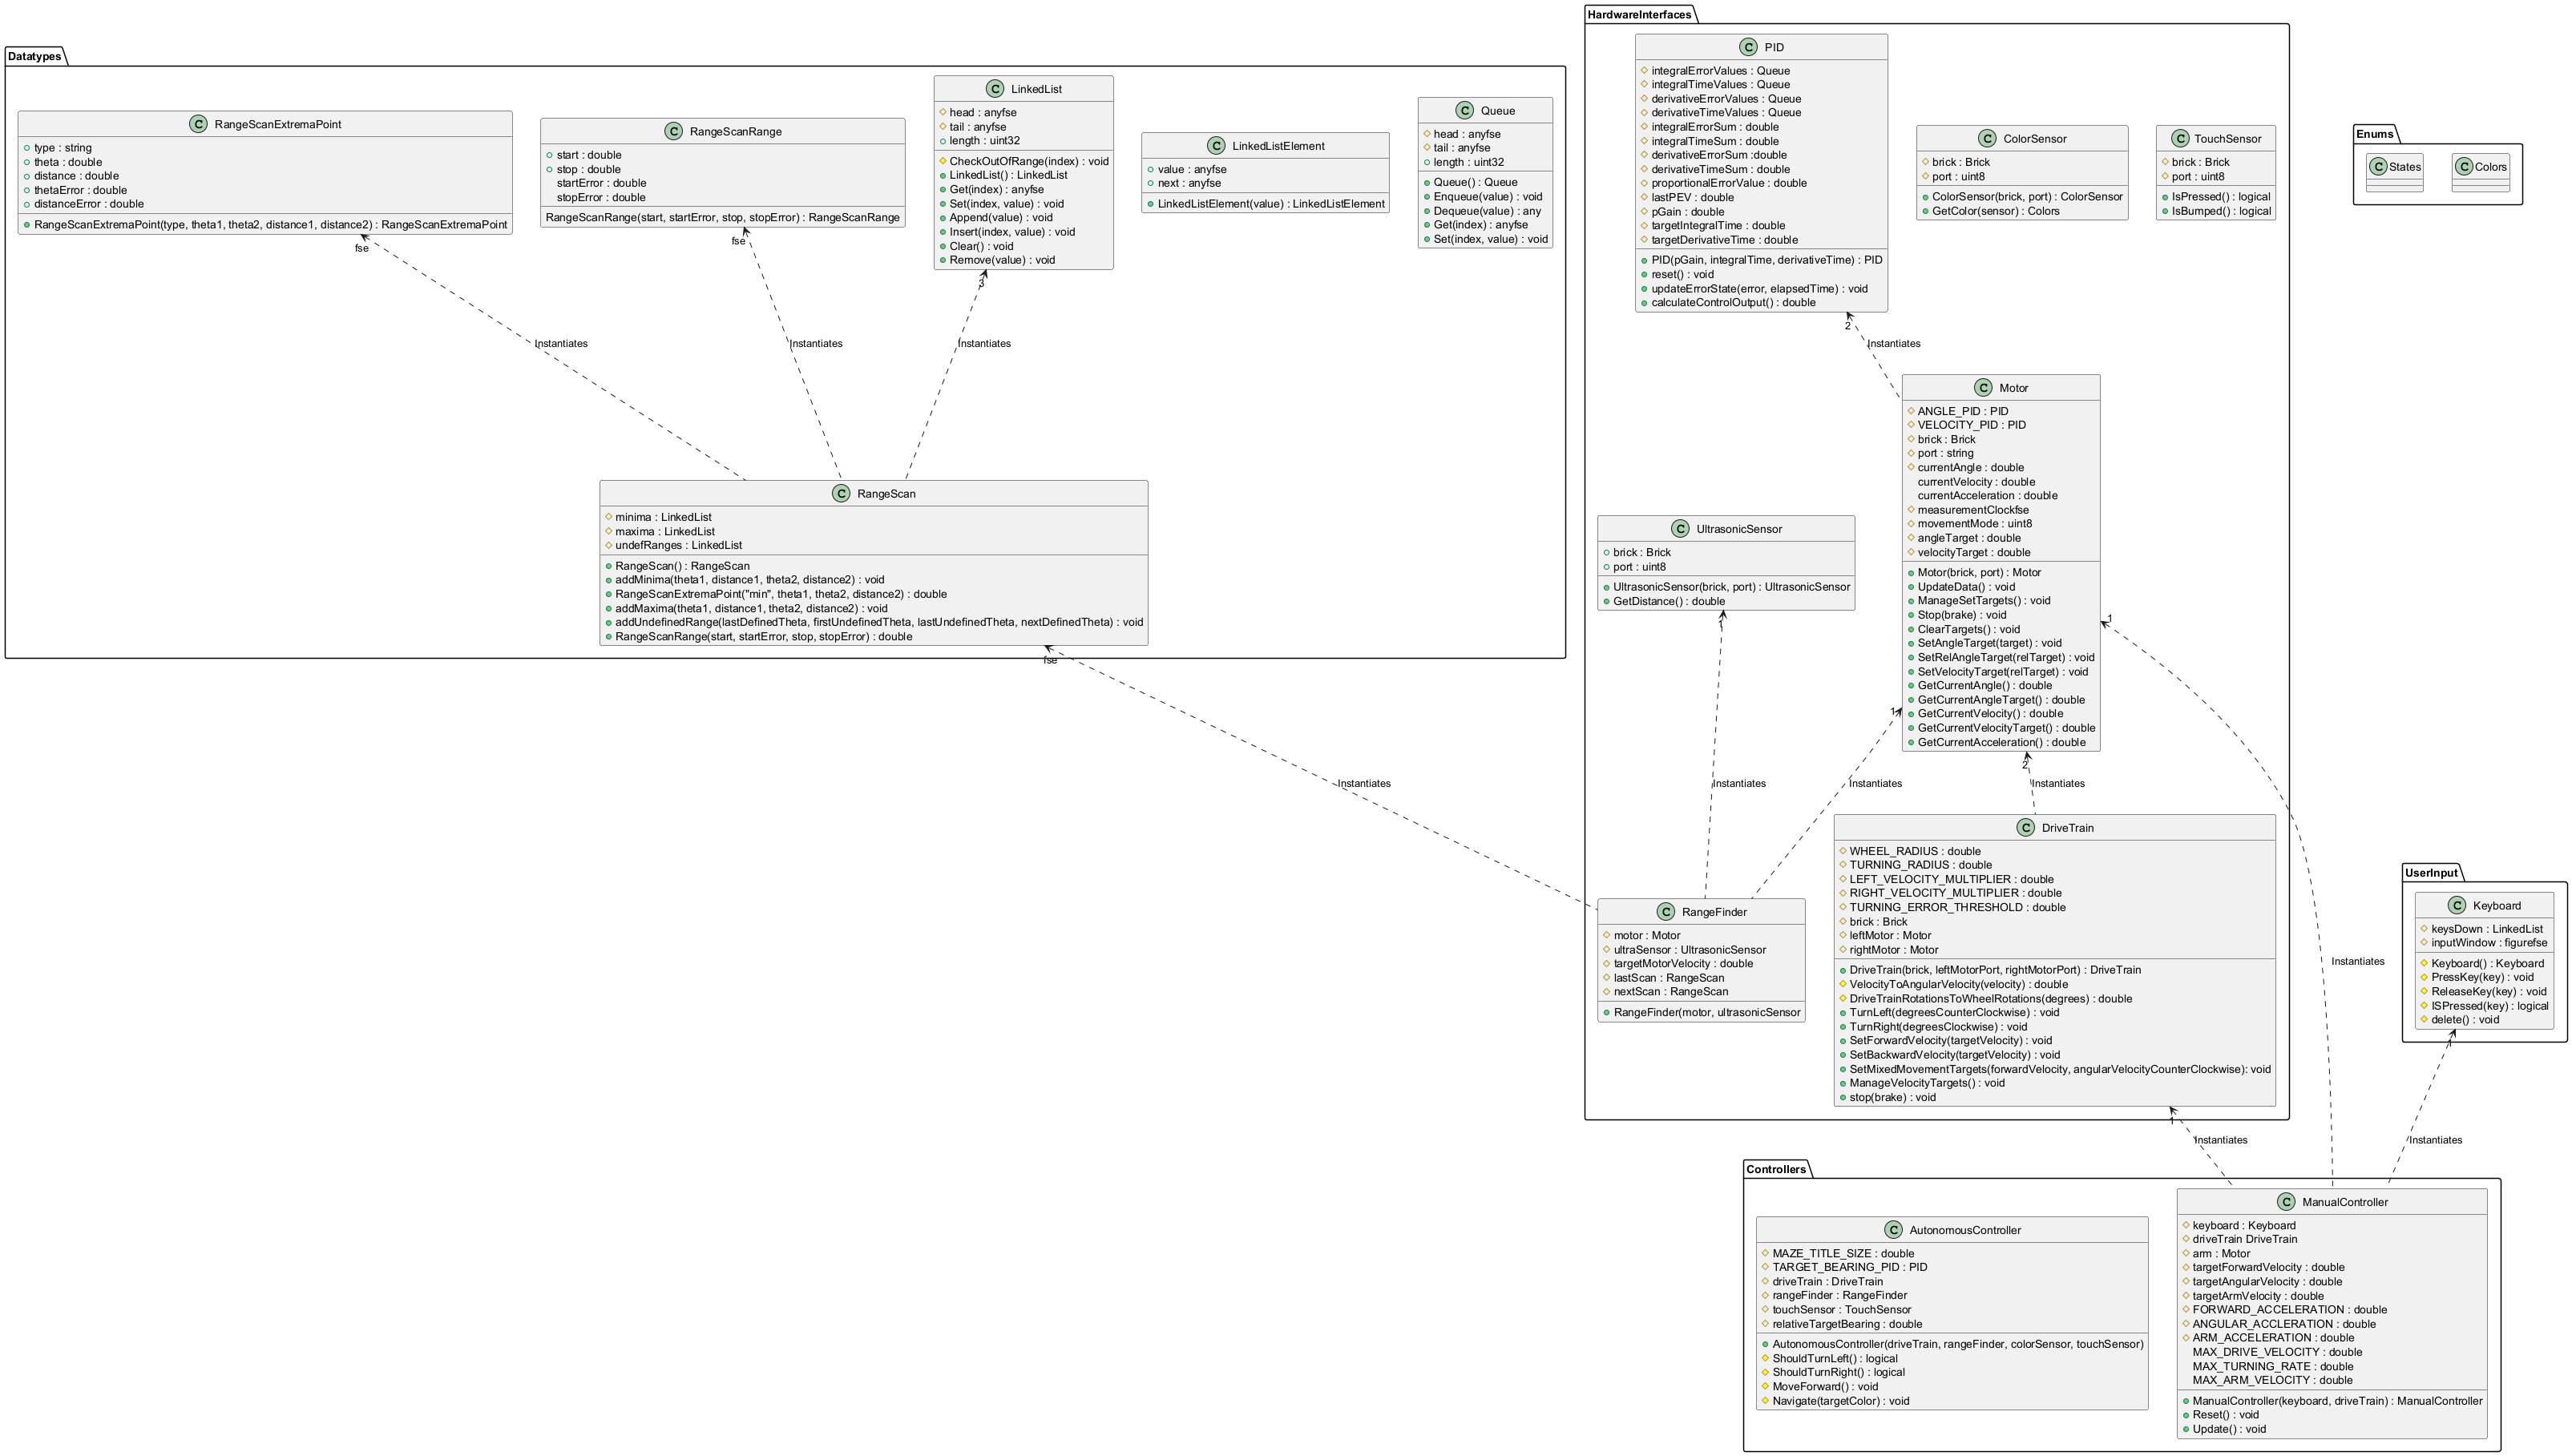 Datatypes
C RangeScanExtremaPoint
type : string
theta : double
distance : double
thetaError : double
distanceError : double
RangeScanExtremaPoint(type, theta1, theta2, distance1, distance2) : RangeScanExtremaPoint
fse
C RangeScanRange
start : double
stop : double
startError : double
stopError : double
RangeScanRange(start, startError, stop, stopError) : RangeScanRange
fse
C LinkedList
head : anyfse
tail : anyfse
length : uint32
CheckOutOfRange(index) : void
LinkedList() : LinkedList
Get(index) : anyfse
Set(index, value) : void
Append(value) : void
Insert(index, value) : void
Clear() : void
Remove(value) : void
3
C LinkedListElement
value : anyfse
next : anyfse
LinkedListElement(value) : LinkedListElement
C Queue
head : anyfse
tail : anyfse
length : uint32
Queue() : Queue
Enqueue(value) : void
Dequeue(value) : any
Get(index) : anyfse
Set(index, value) : void
Instantiates
Instantiates
Instantiates
C RangeScan
minima : LinkedList
maxima : LinkedList
undefRanges : LinkedList
RangeScan() : RangeScan
addMinima(theta1, distance1, theta2, distance2) : void
RangeScanExtremaPoint("min", theta1, theta2, distance2) : double
addMaxima(theta1, distance1, theta2, distance2) : void
addUndefinedRange(lastDefinedTheta, firstUndefinedTheta, lastUndefinedTheta, nextDefinedTheta) : void
RangeScanRange(start, startError, stop, stopError) : double
fse
Instantiates
HardwareInterfaces
C PID
integralErrorValues : Queue
integralTimeValues : Queue
derivativeErrorValues : Queue
derivativeTimeValues : Queue
integralErrorSum : double
integralTimeSum : double
derivativeErrorSum :double
derivativeTimeSum : double
proportionalErrorValue : double
lastPEV : double
pGain : double
targetIntegralTime : double
targetDerivativeTime : double
PID(pGain, integralTime, derivativeTime) : PID
reset() : void
updateErrorState(error, elapsedTime) : void
calculateControlOutput() : double
2
Instantiates
C ColorSensor
brick : Brick
port : uint8
ColorSensor(brick, port) : ColorSensor
GetColor(sensor) : Colors
C TouchSensor
brick : Brick
port : uint8
IsPressed() : logical
IsBumped() : logical
C Motor
ANGLE_PID : PID
VELOCITY_PID : PID
brick : Brick
port : string
currentAngle : double
currentVelocity : double
currentAcceleration : double
measurementClockfse
movementMode : uint8
angleTarget : double
velocityTarget : double
Motor(brick, port) : Motor
UpdateData() : void
ManageSetTargets() : void
Stop(brake) : void
ClearTargets() : void
SetAngleTarget(target) : void
SetRelAngleTarget(relTarget) : void
SetVelocityTarget(relTarget) : void
GetCurrentAngle() : double
GetCurrentAngleTarget() : double
GetCurrentVelocity() : double
GetCurrentVelocityTarget() : double
GetCurrentAcceleration() : double
1
1
2
C UltrasonicSensor
brick : Brick
port : uint8
UltrasonicSensor(brick, port) : UltrasonicSensor
GetDistance() : double
1
Instantiates
Instantiates
Instantiates
C RangeFinder
motor : Motor
ultraSensor : UltrasonicSensor
targetMotorVelocity : double
lastScan : RangeScan
nextScan : RangeScan
RangeFinder(motor, ultrasonicSensor
C DriveTrain
WHEEL_RADIUS : double
TURNING_RADIUS : double
LEFT_VELOCITY_MULTIPLIER : double
RIGHT_VELOCITY_MULTIPLIER : double
TURNING_ERROR_THRESHOLD : double
brick : Brick
leftMotor : Motor
rightMotor : Motor
DriveTrain(brick, leftMotorPort, rightMotorPort) : DriveTrain
VelocityToAngularVelocity(velocity) : double
DriveTrainRotationsToWheelRotations(degrees) : double
TurnLeft(degreesCounterClockwise) : void
TurnRight(degreesClockwise) : void
SetForwardVelocity(targetVelocity) : void
SetBackwardVelocity(targetVelocity) : void
SetMixedMovementTargets(forwardVelocity, angularVelocityCounterClockwise): void
ManageVelocityTargets() : void
stop(brake) : void
1
Instantiates
Instantiates
Enums
C States
C Colors
UserInput
C Keyboard
keysDown : LinkedList
inputWindow : figurefse
Keyboard() : Keyboard
PressKey(key) : void
ReleaseKey(key) : void
ISPressed(key) : logical
delete() : void
1
Instantiates
Controllers
C AutonomousController
MAZE_TITLE_SIZE : double
TARGET_BEARING_PID : PID
driveTrain : DriveTrain
rangeFinder : RangeFinder
touchSensor : TouchSensor
relativeTargetBearing : double
AutonomousController(driveTrain, rangeFinder, colorSensor, touchSensor)
ShouldTurnLeft() : logical
ShouldTurnRight() : logical
MoveForward() : void
Navigate(targetColor) : void
C ManualController
keyboard : Keyboard
driveTrain DriveTrain
arm : Motor
targetForwardVelocity : double
targetAngularVelocity : double
targetArmVelocity : double
FORWARD_ACCELERATION : double
ANGULAR_ACCLERATION : double
ARM_ACCELERATION : double
MAX_DRIVE_VELOCITY : double
MAX_TURNING_RATE : double
MAX_ARM_VELOCITY : double
ManualController(keyboard, driveTrain) : ManualController
Reset() : void
Update() : void